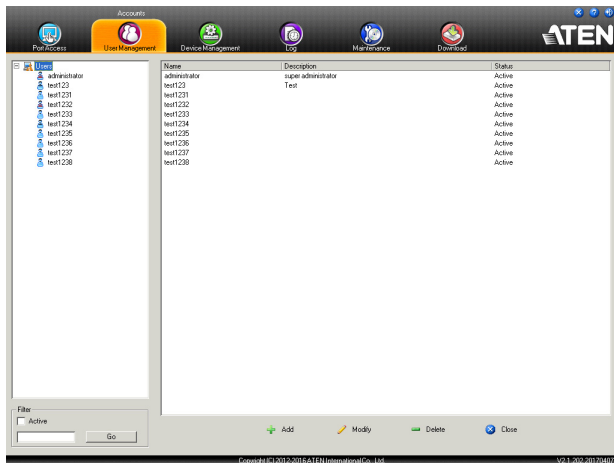 Accounts
Port Access User Management Device Management Log Maintenance Download ATEN
Users
administrator
test123
test1231
test1232
test1233
test1234
test1235
test1236
test1237
test1238
Name Description Status
administrator super administrator Active
test123 Test Active
test1231 Active
test1232 Active
test1233 Active
test1234 Active
test1235 Active
test1236 Active
test1237 Active
test1238 Active
Filter
Active
Go
Add Modify Delete Close
Copyright (C) 2012-2016 ATEN International Co., Ltd. V2.1.202.20170407